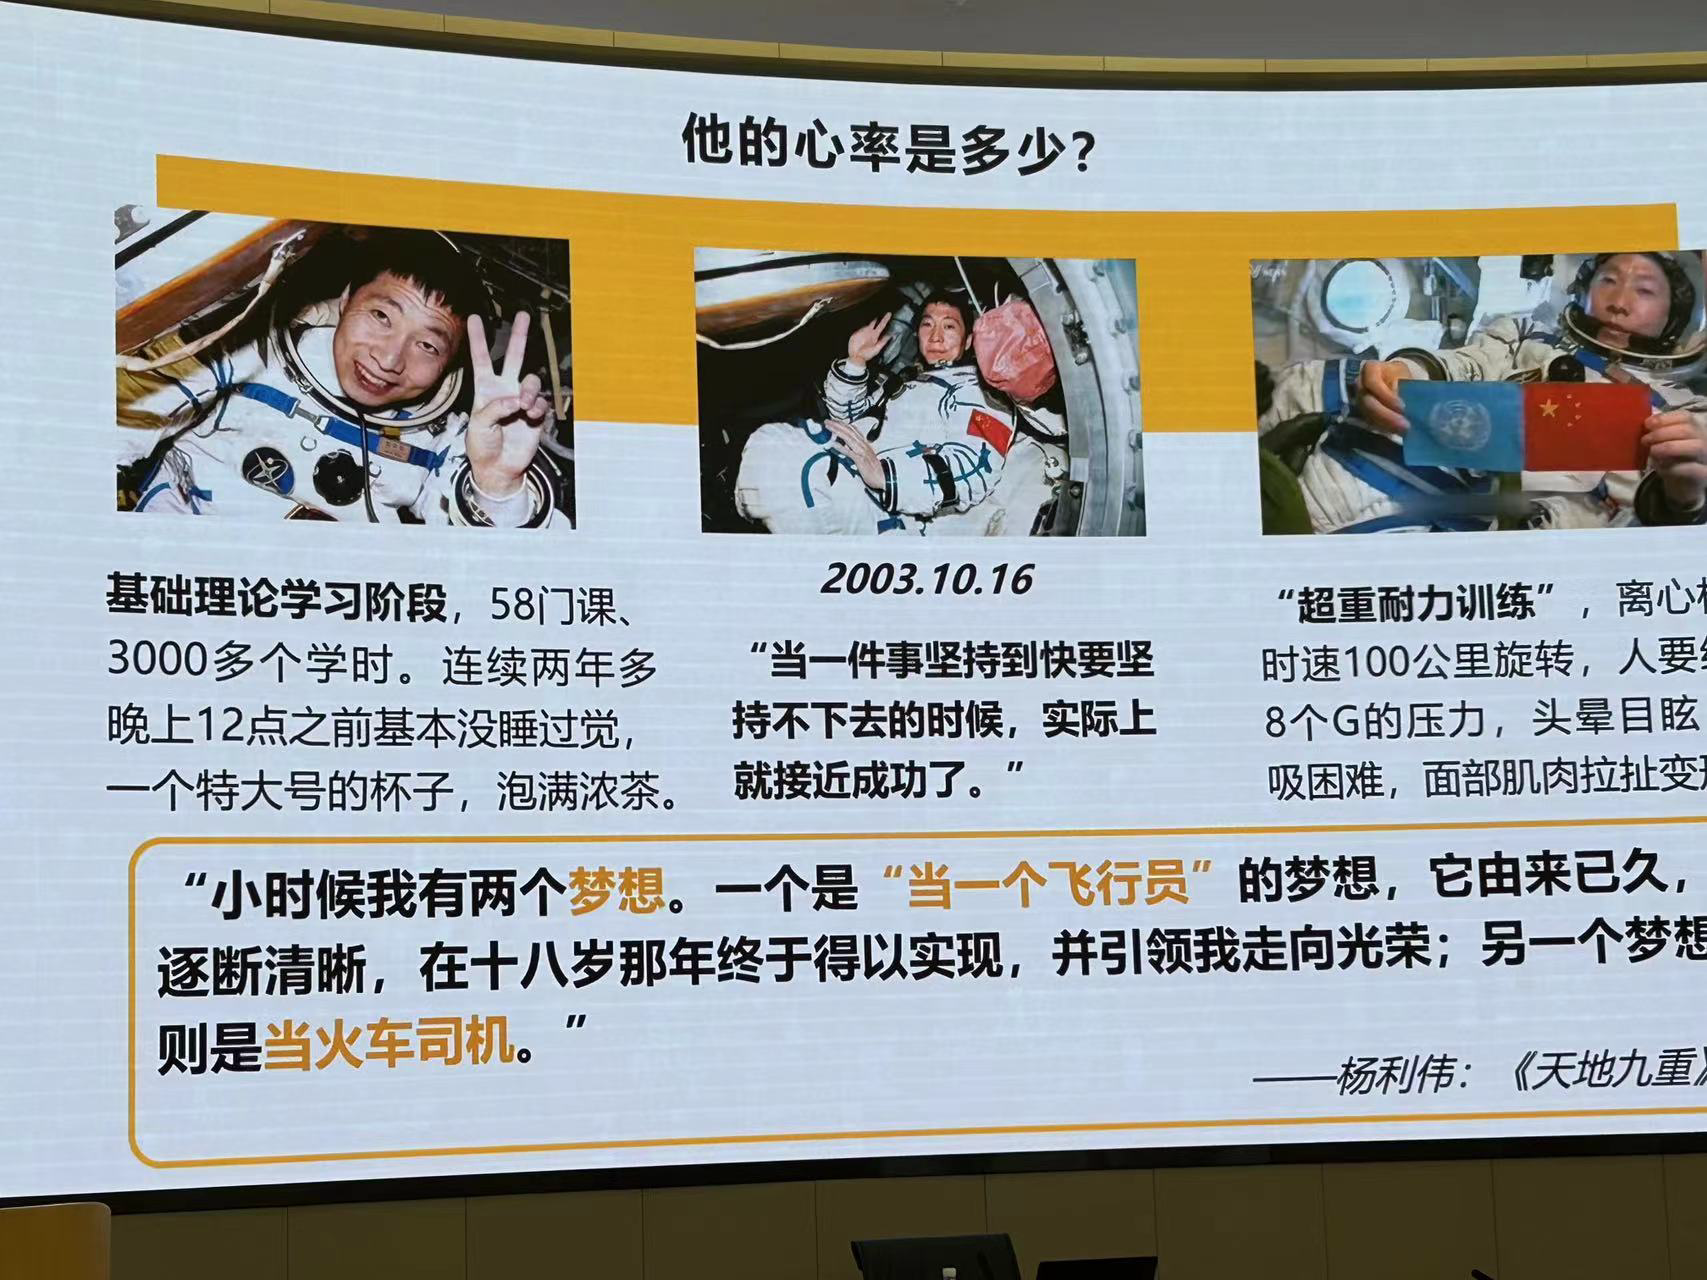 他的心率是多少?
基础理论学习阶段，58门课、
3000多个学时。连续两年多
晚上12点之前基本没睡过觉，
一个特大号的杯子，泡满浓茶。
2003.10.16
“当一件事坚持到快要坚
持不下去的时候，实际上
就接近成功了。”
“超重耐力训练”，离心
时速100公里旋转，人要
8个G的压力，头晕目眩
吸困难，面部肌肉拉扯变
“小时候我有两个梦想。一个是“当一个飞行员”的梦想，它由来已久，
逐断清晰，在十八岁那年终于得以实现，并引领我走向光荣；另一个梦想
则是当火车司机。”
——杨利伟：《天地九重》